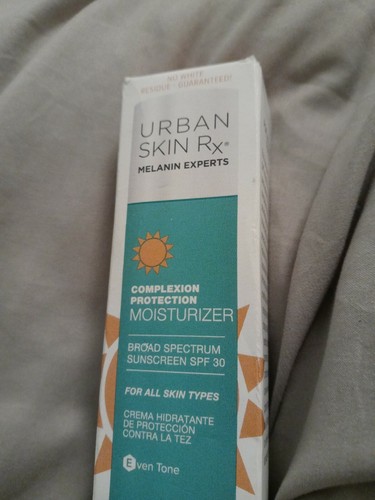 NO WHITE
RESIDUE - GUARANTEED!
URBAN
SKIN Rx®
MELANIN EXPERTS
COMPLEXION
PROTECTION
MOISTURIZER
BROAD SPECTRUM
SUNSCREEN SPF 30
FOR ALL SKIN TYPES
CREMA HIDRATANTE
DE PROTECCIÓN
CONTRA LA TEZ
Even Tone